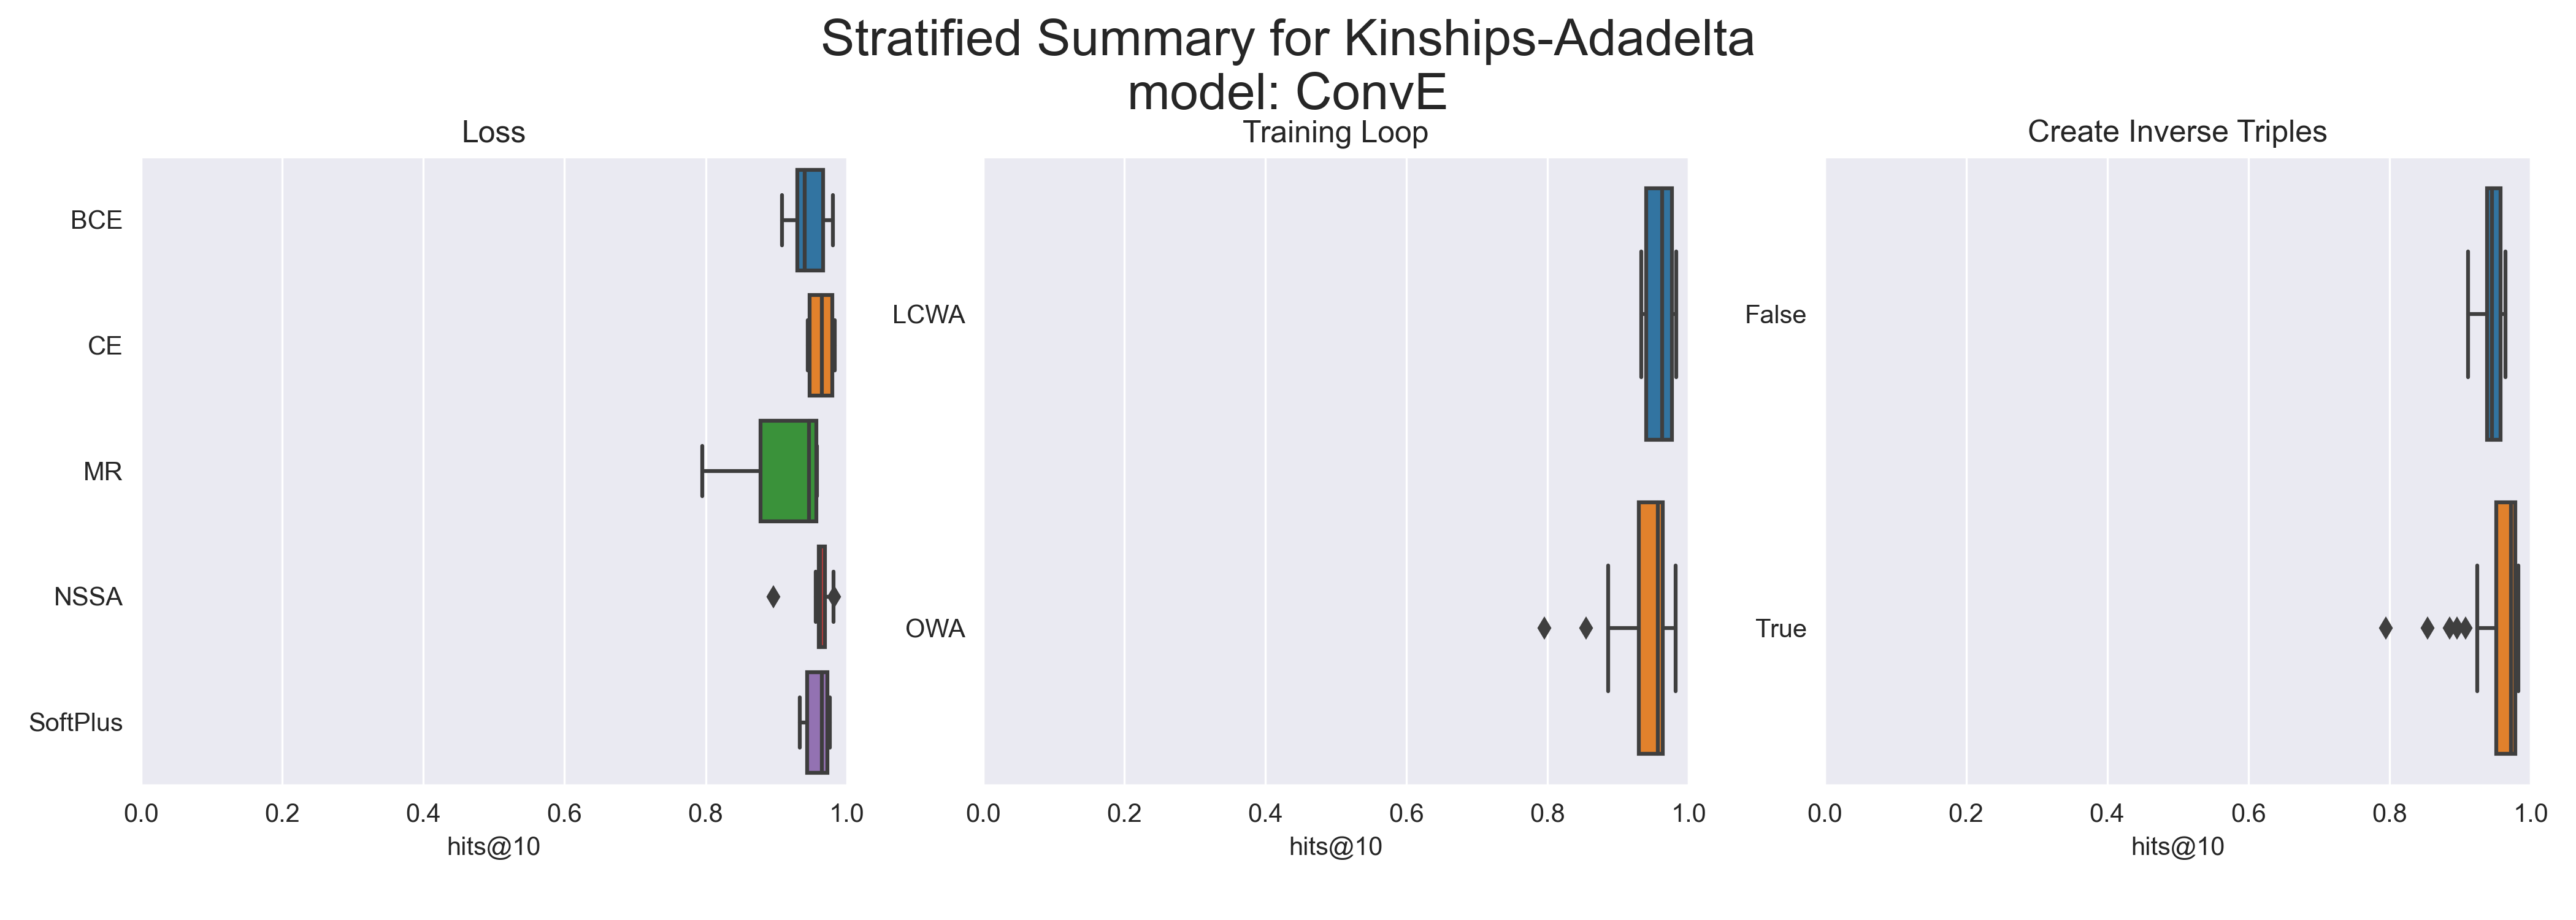 Stratified Summary for Kinships-Adadelta
model: ConvE
Loss
BCE
CE
MR
NSSA
SoftPlus
0.0 0.2 0.4 0.6 0.8 1.0
hits@10
Training Loop
LCWA
OWA
0.0 0.2 0.4 0.6 0.8 1.0
hits@10
Create Inverse Triples
False
True
0.0 0.2 0.4 0.6 0.8 1.0
hits@10